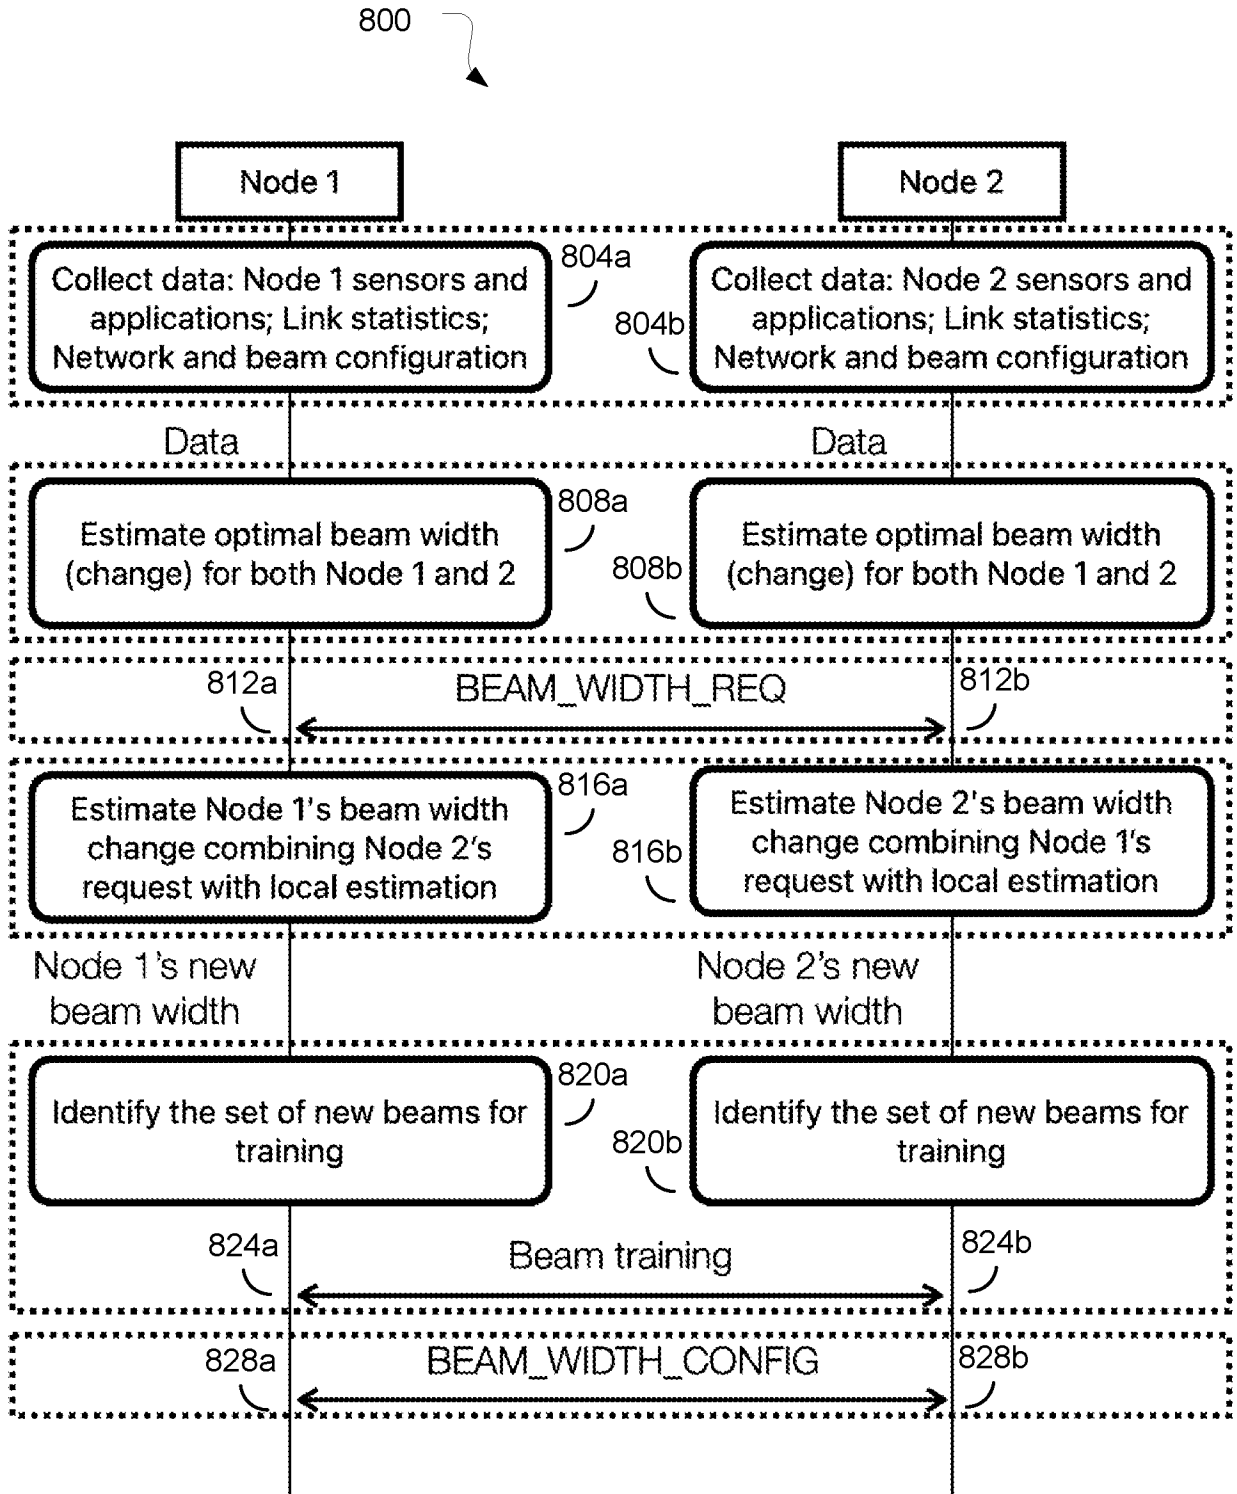 800
Node 1
Node 2
Collect data: Node 1 sensors and
applications; Link statistics;
Network and beam configuration
804a
804b
Collect data: Node 2 sensors and
applications; Link statistics;
Network and beam configuration
Data
Data
Estimate optimal beam width
(change) for both Node 1 and 2
808a
808b
Estimate optimal beam width
(change) for both Node 1 and 2
812a
BEAM_WIDTH_REQ
812b
Estimate Node 1's beam width
change combining Node 2's
request with local estimation
816a
816b
Estimate Node 2's beam width
change combining Node 1's
request with local estimation
Node 1's new
beam width
Node 2's new
beam width
Identify the set of new beams for
training
820a
820b
Identify the set of new beams for
training
824a
Beam training
824b
828a
BEAM_WIDTH_CONFIG
828b